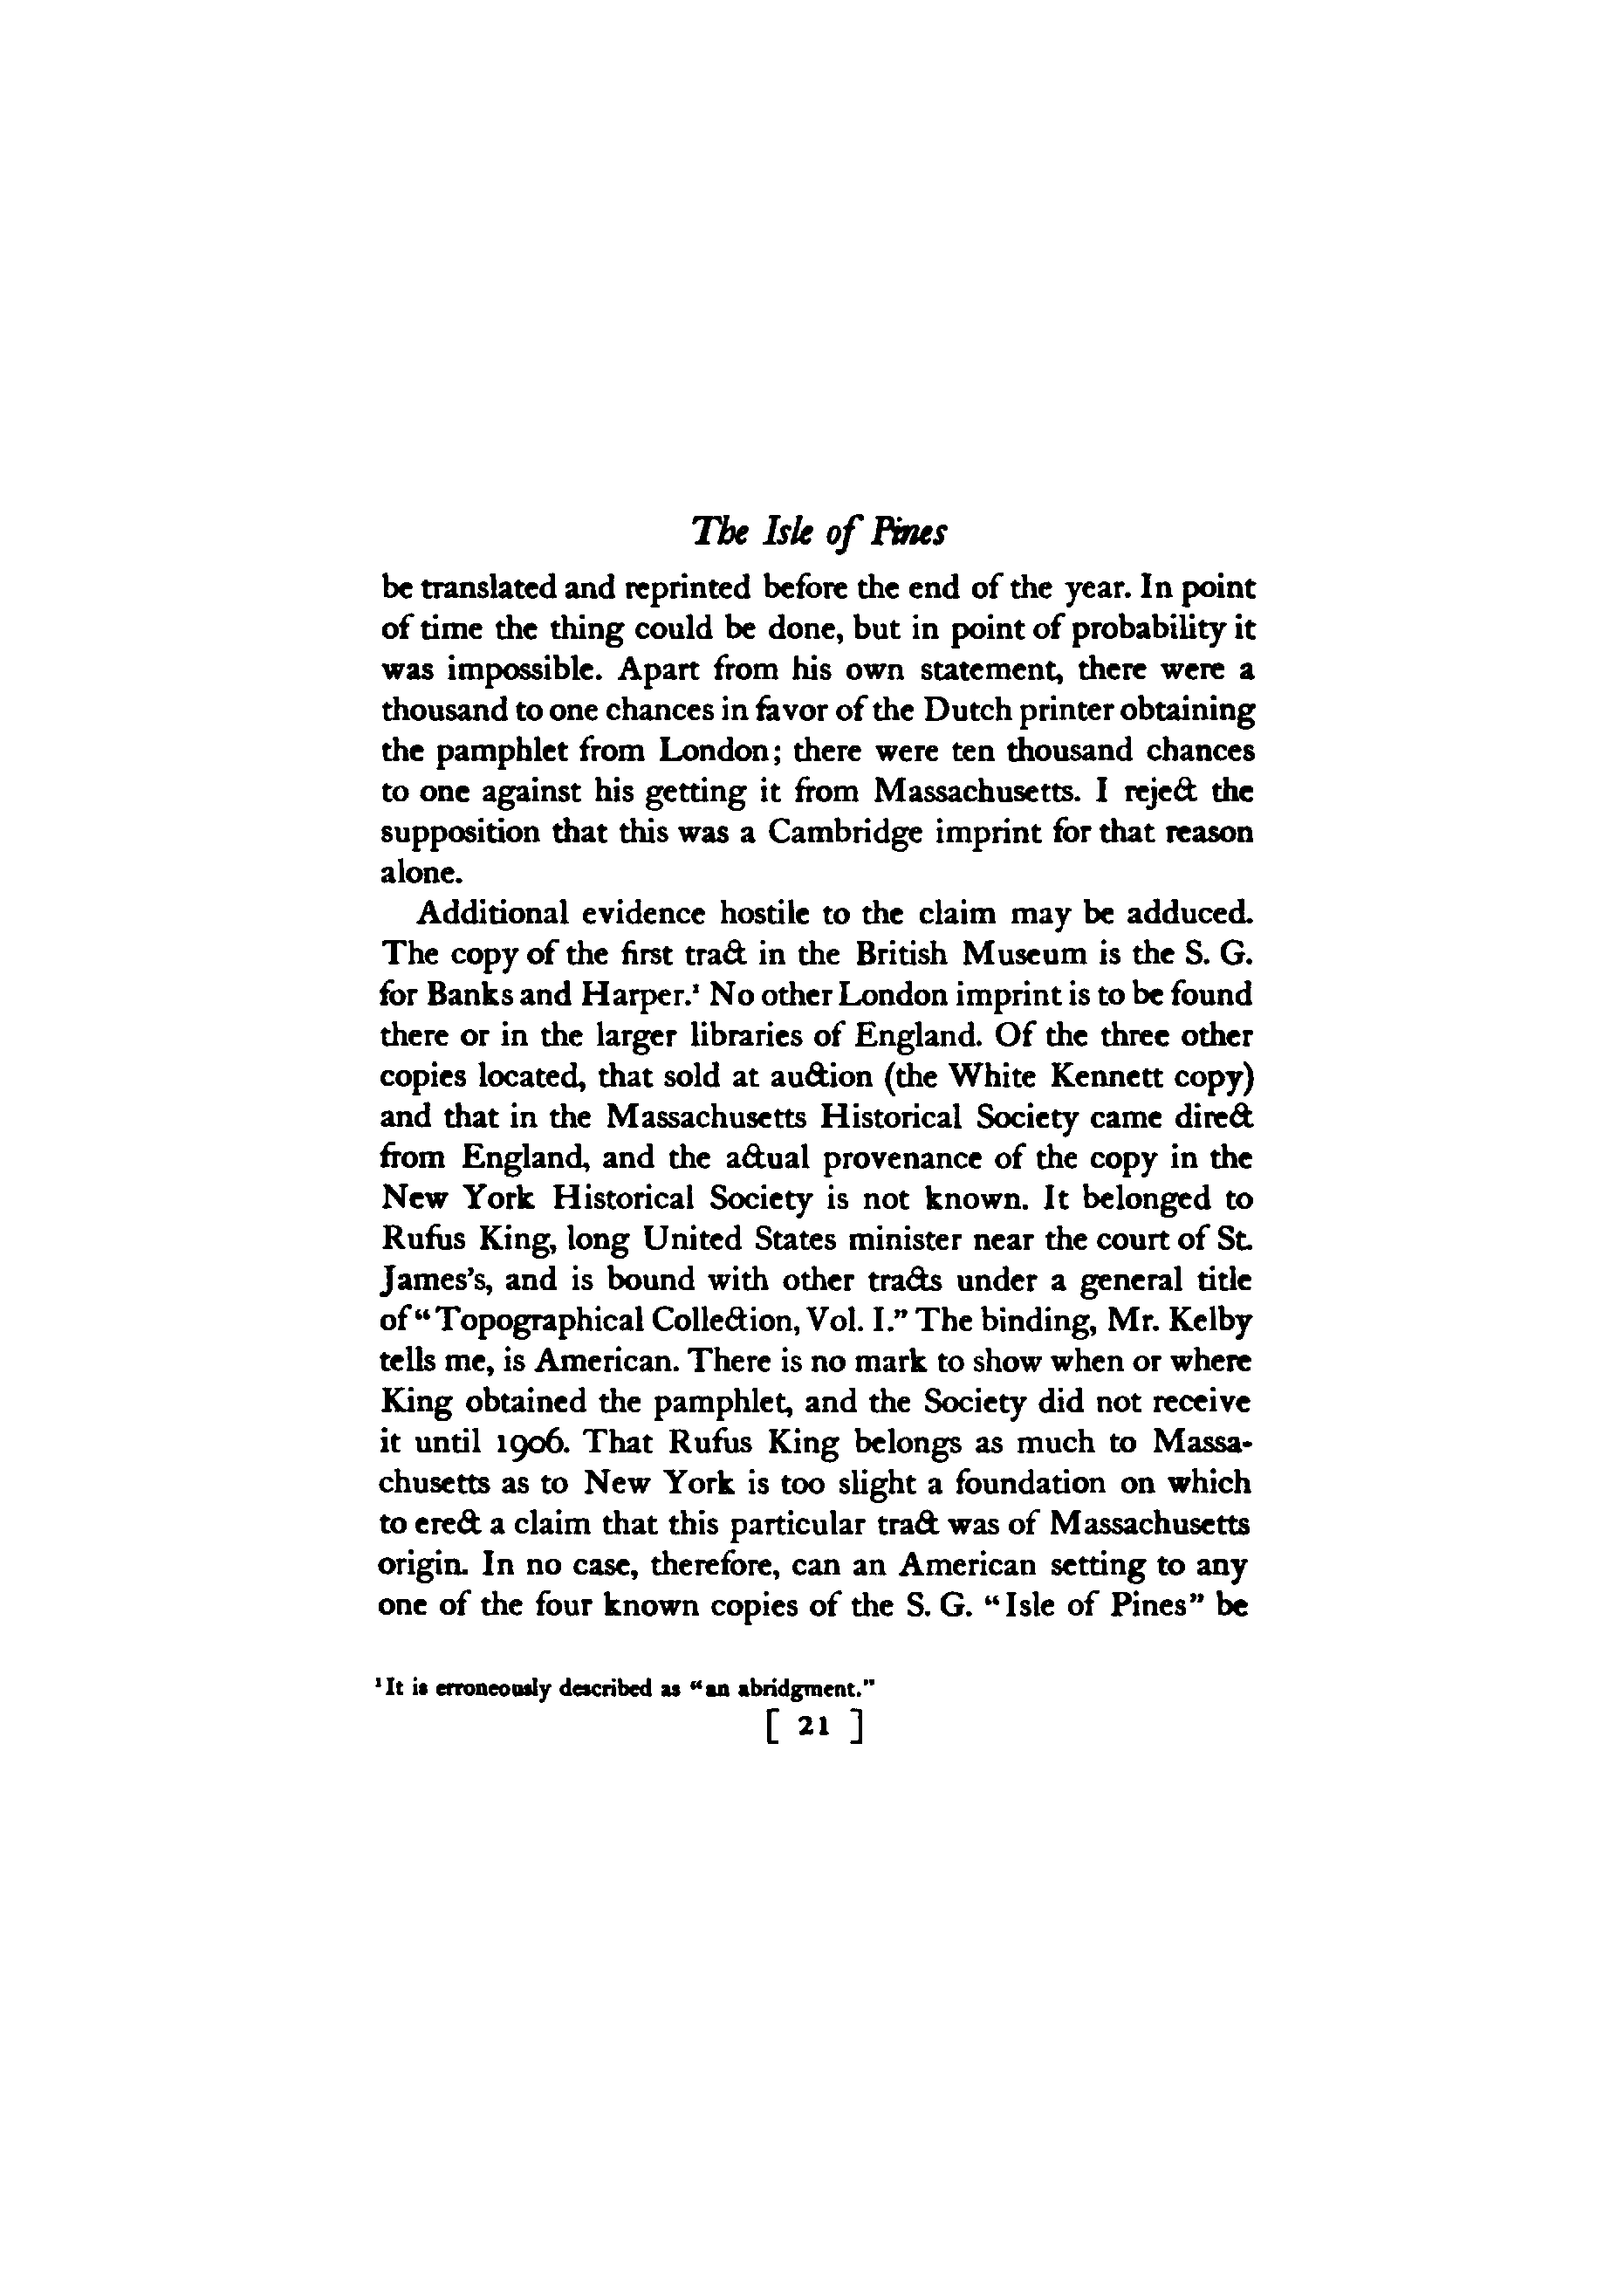 The Isle of Pines
be translated and reprinted before the end of the year. In point
of time the thing could be done, but in point of probability it
was impossible. Apart from his own statement, there were a
thousand to one chances in favor of the Dutch printer obtaining
the pamphlet from London; there were ten thousand chances
to one against his getting it from Massachusetts. I reject the
supposition that this was a Cambridge imprint for that reason
alone.
Additional evidence hostile to the claim may be adduced.
The copy of the first tract in the British Museum is the S. G.
for Banks and Harper.¹ No other London imprint is to be found
there or in the larger libraries of England. Of the three other
copies located, that sold at auction (the White Kennett copy)
and that in the Massachusetts Historical Society came direct
from England, and the actual provenance of the copy in the
New York Historical Society is not known. It belonged to
Rufus King, long United States minister near the court of St.
James's, and is bound with other tracts under a general title
of "Topographical Collection, Vol. I." The binding, Mr. Kelby
tells me, is American. There is no mark to show when or where
King obtained the pamphlet, and the Society did not receive
it until 1906. That Rufus King belongs as much to Massa-
chusetts as to New York is too slight a foundation on which
to erect a claim that this particular tract was of Massachusetts
origin. In no case, therefore, can an American setting to any
one of the four known copies of the S. G. "Isle of Pines" be
¹It is erroneously described as "an abridgment."
[ 21 ]